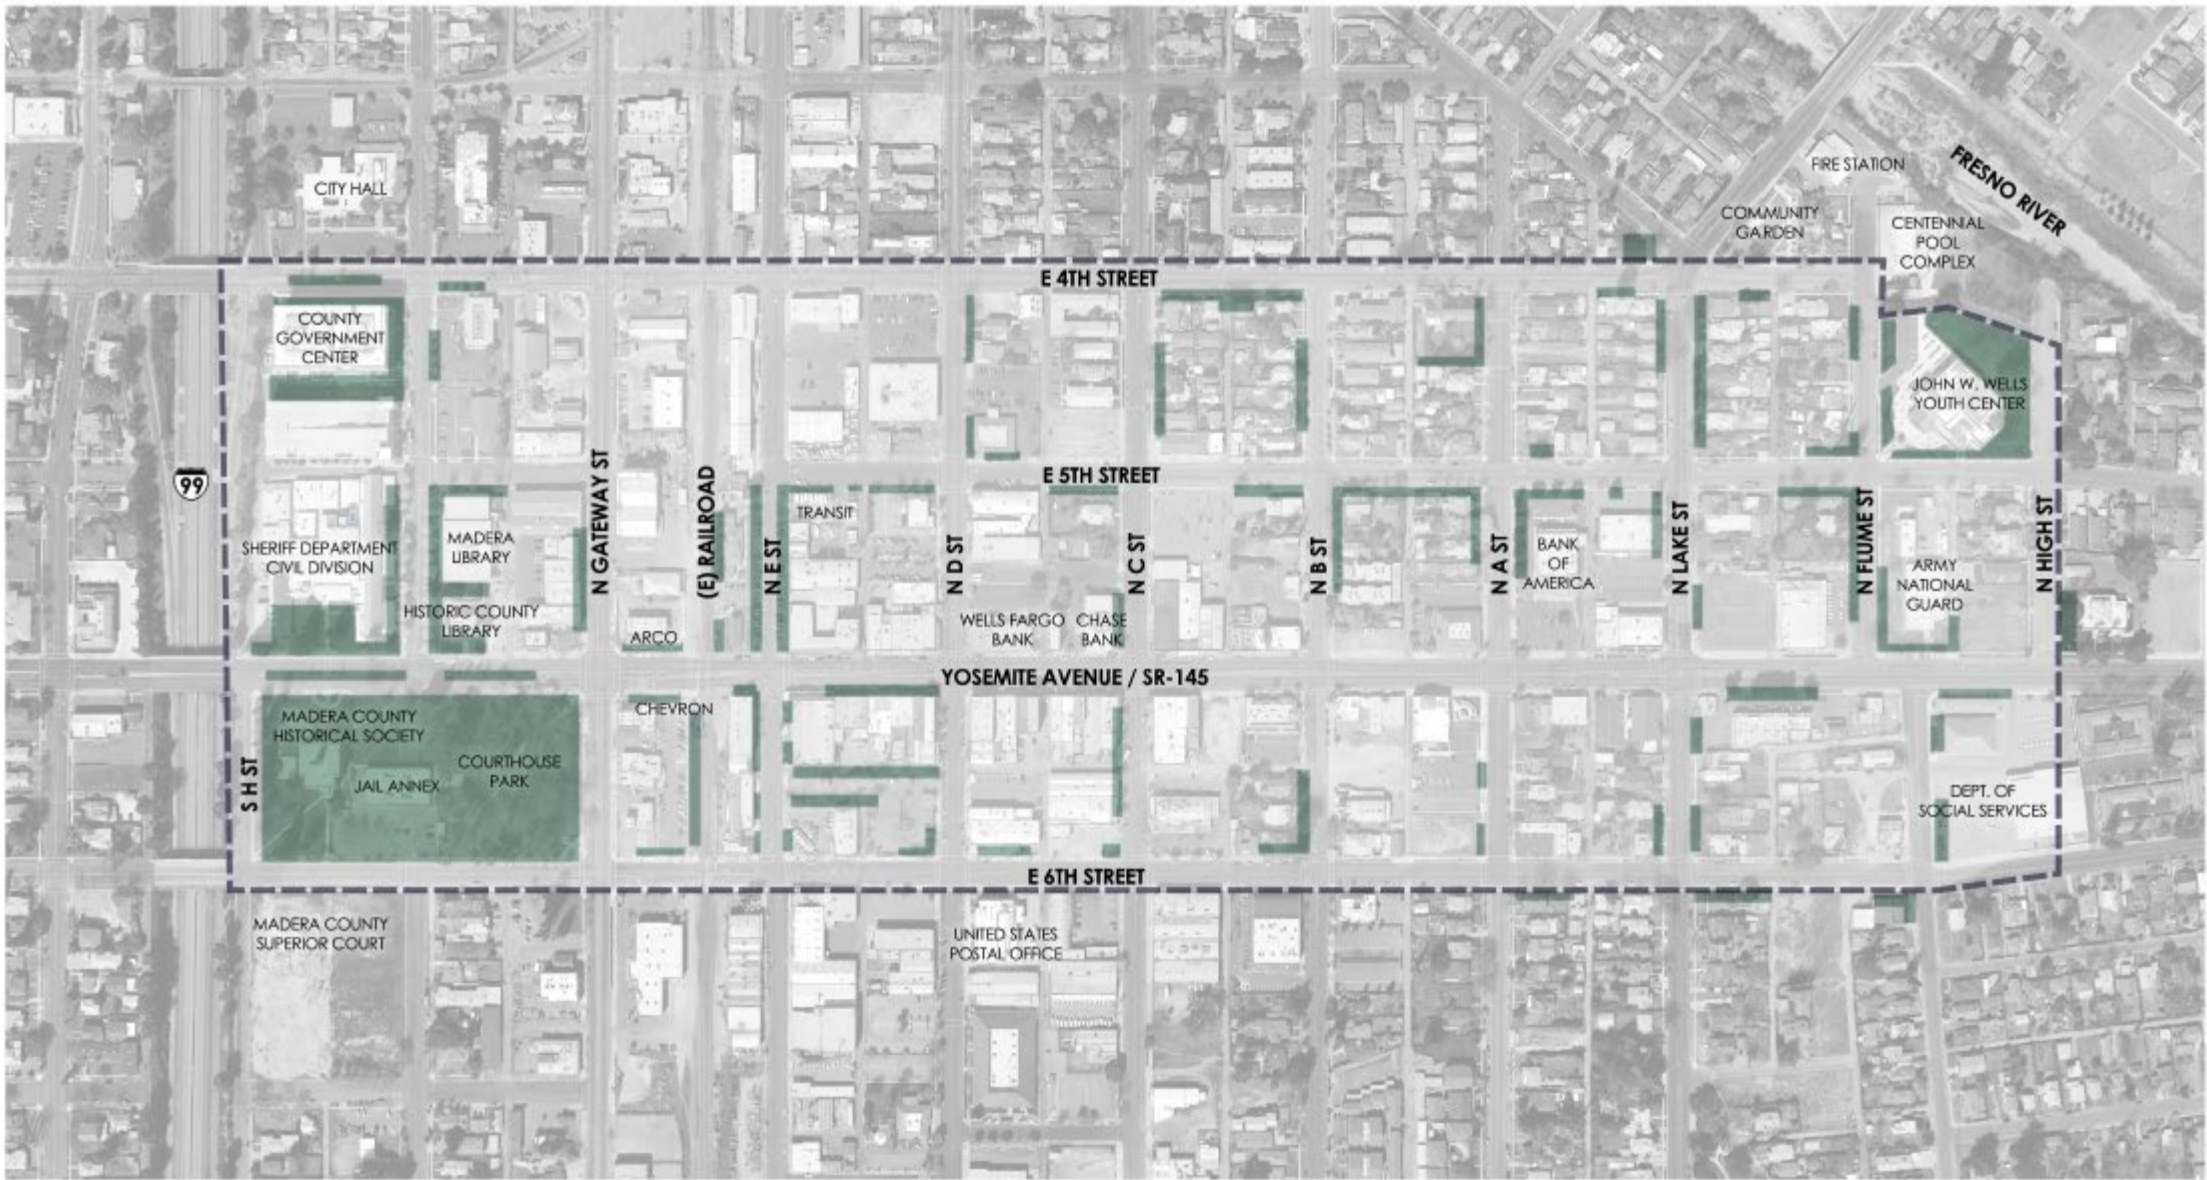 CITY HALL
FIRE STATION
FRESNO RIVER
COMMUNITY
GARDEN
CENTENNIAL
POOL
COMPLEX
E 4TH STREET
COUNTY
GOVERNMENT
CENTER
JOHN W. WELLS
YOUTH CENTER
99
E 5TH STREET
N GATEWAY ST
(E) RAILROAD
N E ST
N D ST
N C ST
N B ST
N A ST
N LAKE ST
N FLUME ST
N HIGH ST
TRANSIT
SHERIFF DEPARTMENT
CIVIL DIVISION
MADERA
LIBRARY
BANK
OF
AMERICA
ARMY
NATIONAL
GUARD
HISTORIC COUNTY
LIBRARY
ARCO
WELLS FARGO
BANK
CHASE
BANK
YOSEMITE AVENUE / SR-145
MADERA COUNTY
HISTORICAL SOCIETY
CHEVRON
S H ST
JAIL ANNEX
COURTHOUSE
PARK
DEPT. OF
SOCIAL SERVICES
E 6TH STREET
MADERA COUNTY
SUPERIOR COURT
UNITED STATES
POSTAL OFFICE